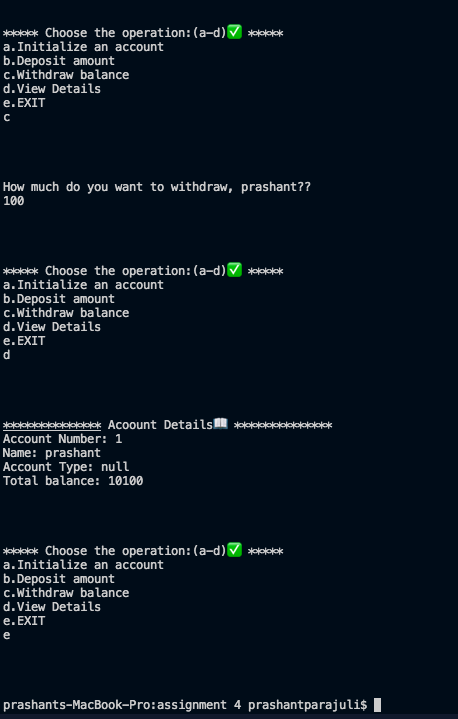 ***** Choose the operation:(a-d)✅ *****
a.Initialize an account
b.Deposit amount
c.Withdraw balance
d.View Details
e.EXIT
c
How much do you want to withdraw, prashant??
100
***** Choose the operation:(a-d)✅ *****
a.Initialize an account
b.Deposit amount
c.Withdraw balance
d.View Details
e.EXIT
d
************** Acoount Details📖 **************
Account Number: 1
Name: prashant
Account Type: null
Total balance: 10100
***** Choose the operation:(a-d)✅ *****
a.Initialize an account
b.Deposit amount
c.Withdraw balance
d.View Details
e.EXIT
e
prashants-MacBook-Pro:assignment 4 prashantparajuli$